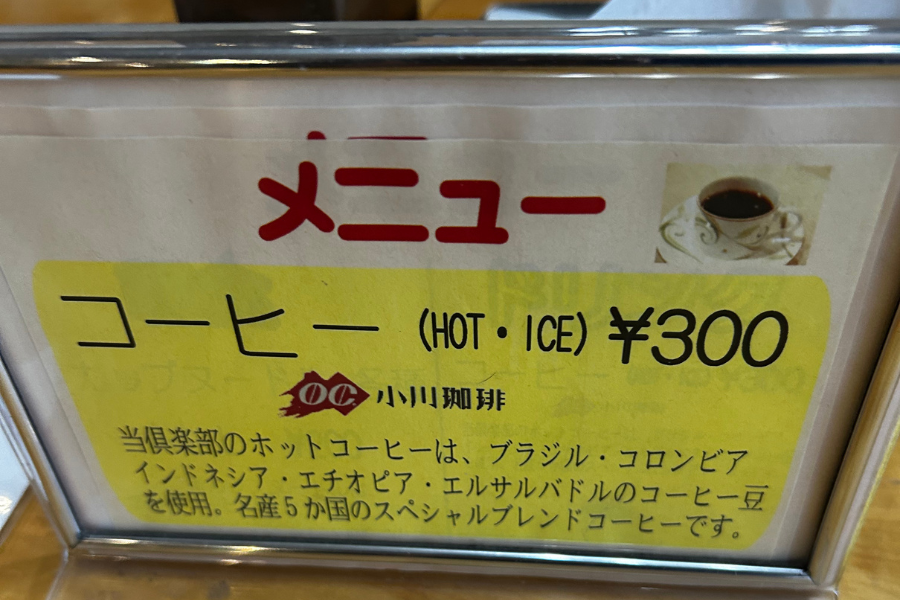 メニュー
コーヒー (HOT・ICE) ¥300
OC 小川珈琲
当倶楽部のホットコーヒーは、ブラジル・コロンビア
インドネシア・エチオピア・エルサルバドルのコーヒー豆
を使用。名産5か国のスペシャルブレンドコーヒーです。